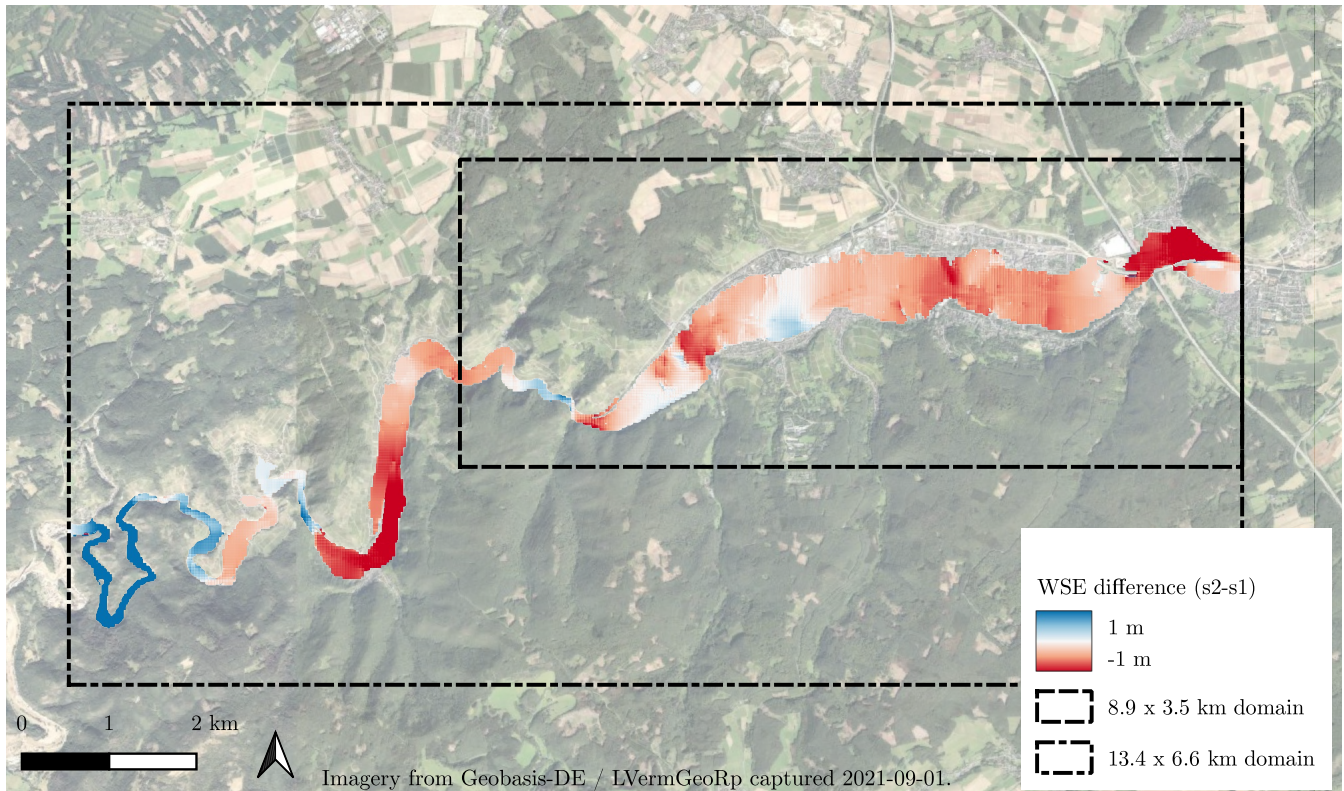 WSE difference (s2-s1)
1 m
-1 m
8.9 x 3.5 km domain
13.4 x 6.6 km domain
0 1 2 km
Imagery from Geobasis-DE / LVermGeoRp captured 2021-09-01.